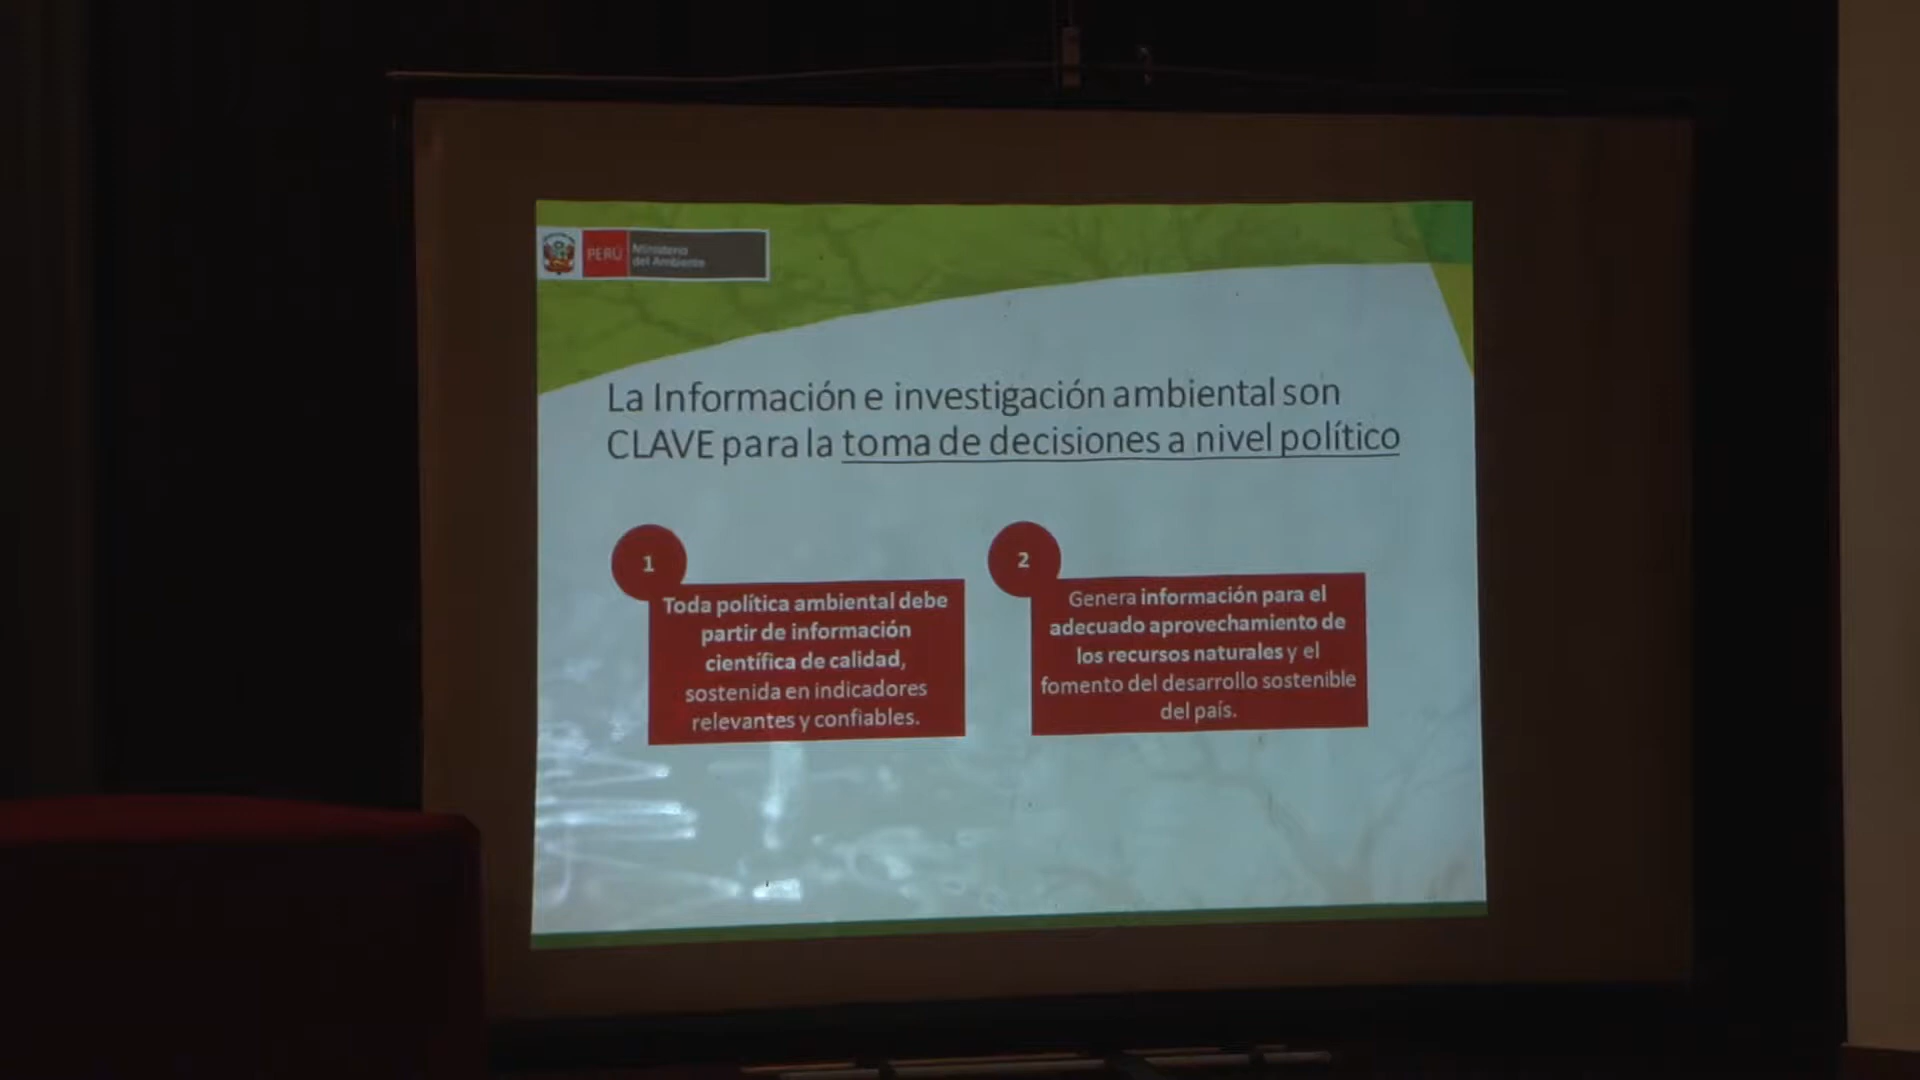 PERÚ
Ministerio
del Ambiente
La Información e investigación ambiental son
CLAVE para la toma de decisiones a nivel político
1
Toda política ambiental debe
partir de información
científica de calidad,
sostenida en indicadores
relevantes y confiables.
2
Genera información para el
adecuado aprovechamiento de
los recursos naturales y el
fomento del desarrollo sostenible
del país.